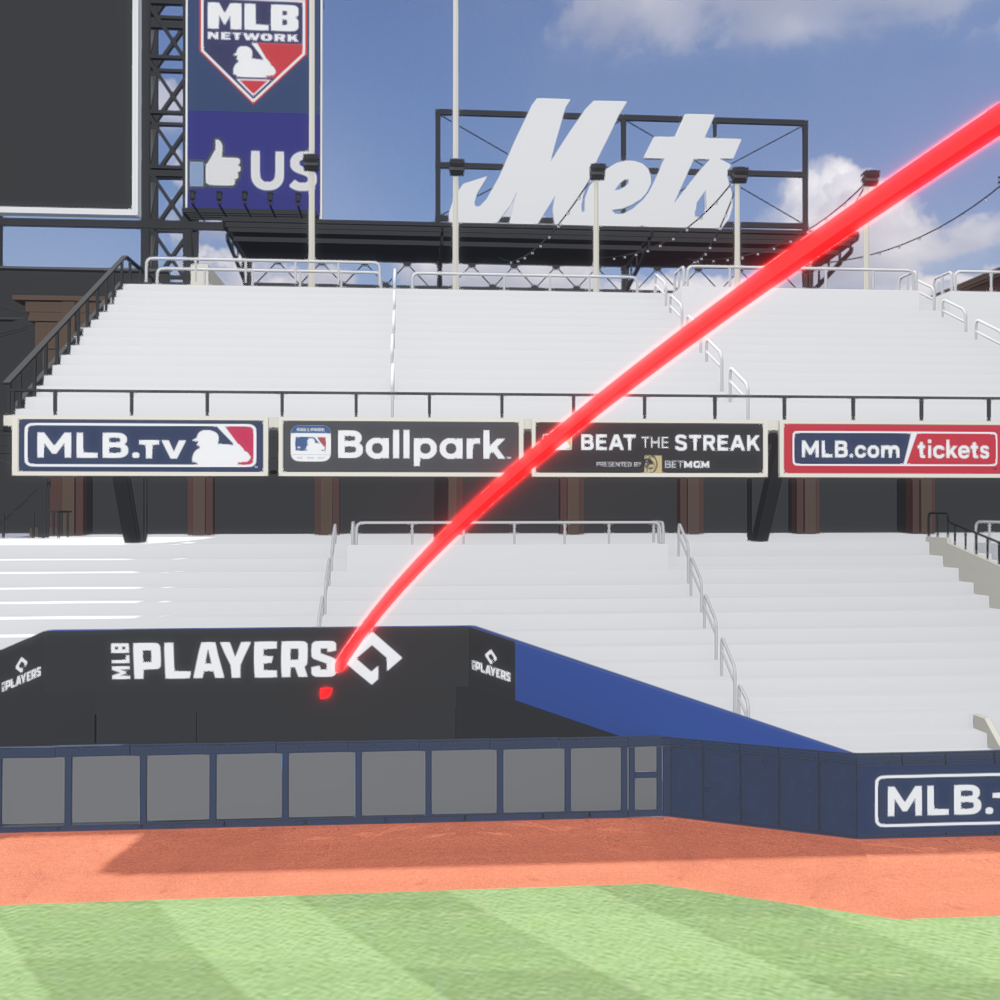 MLB
NETWORK
US
Mets
MLB.TV
Ballpark
BEAT THE STREAK
PRESENTED BY BETMGM
MLB.com/tickets
MLB PLAYERS
PLAYERS
PLAYERS
MLB.